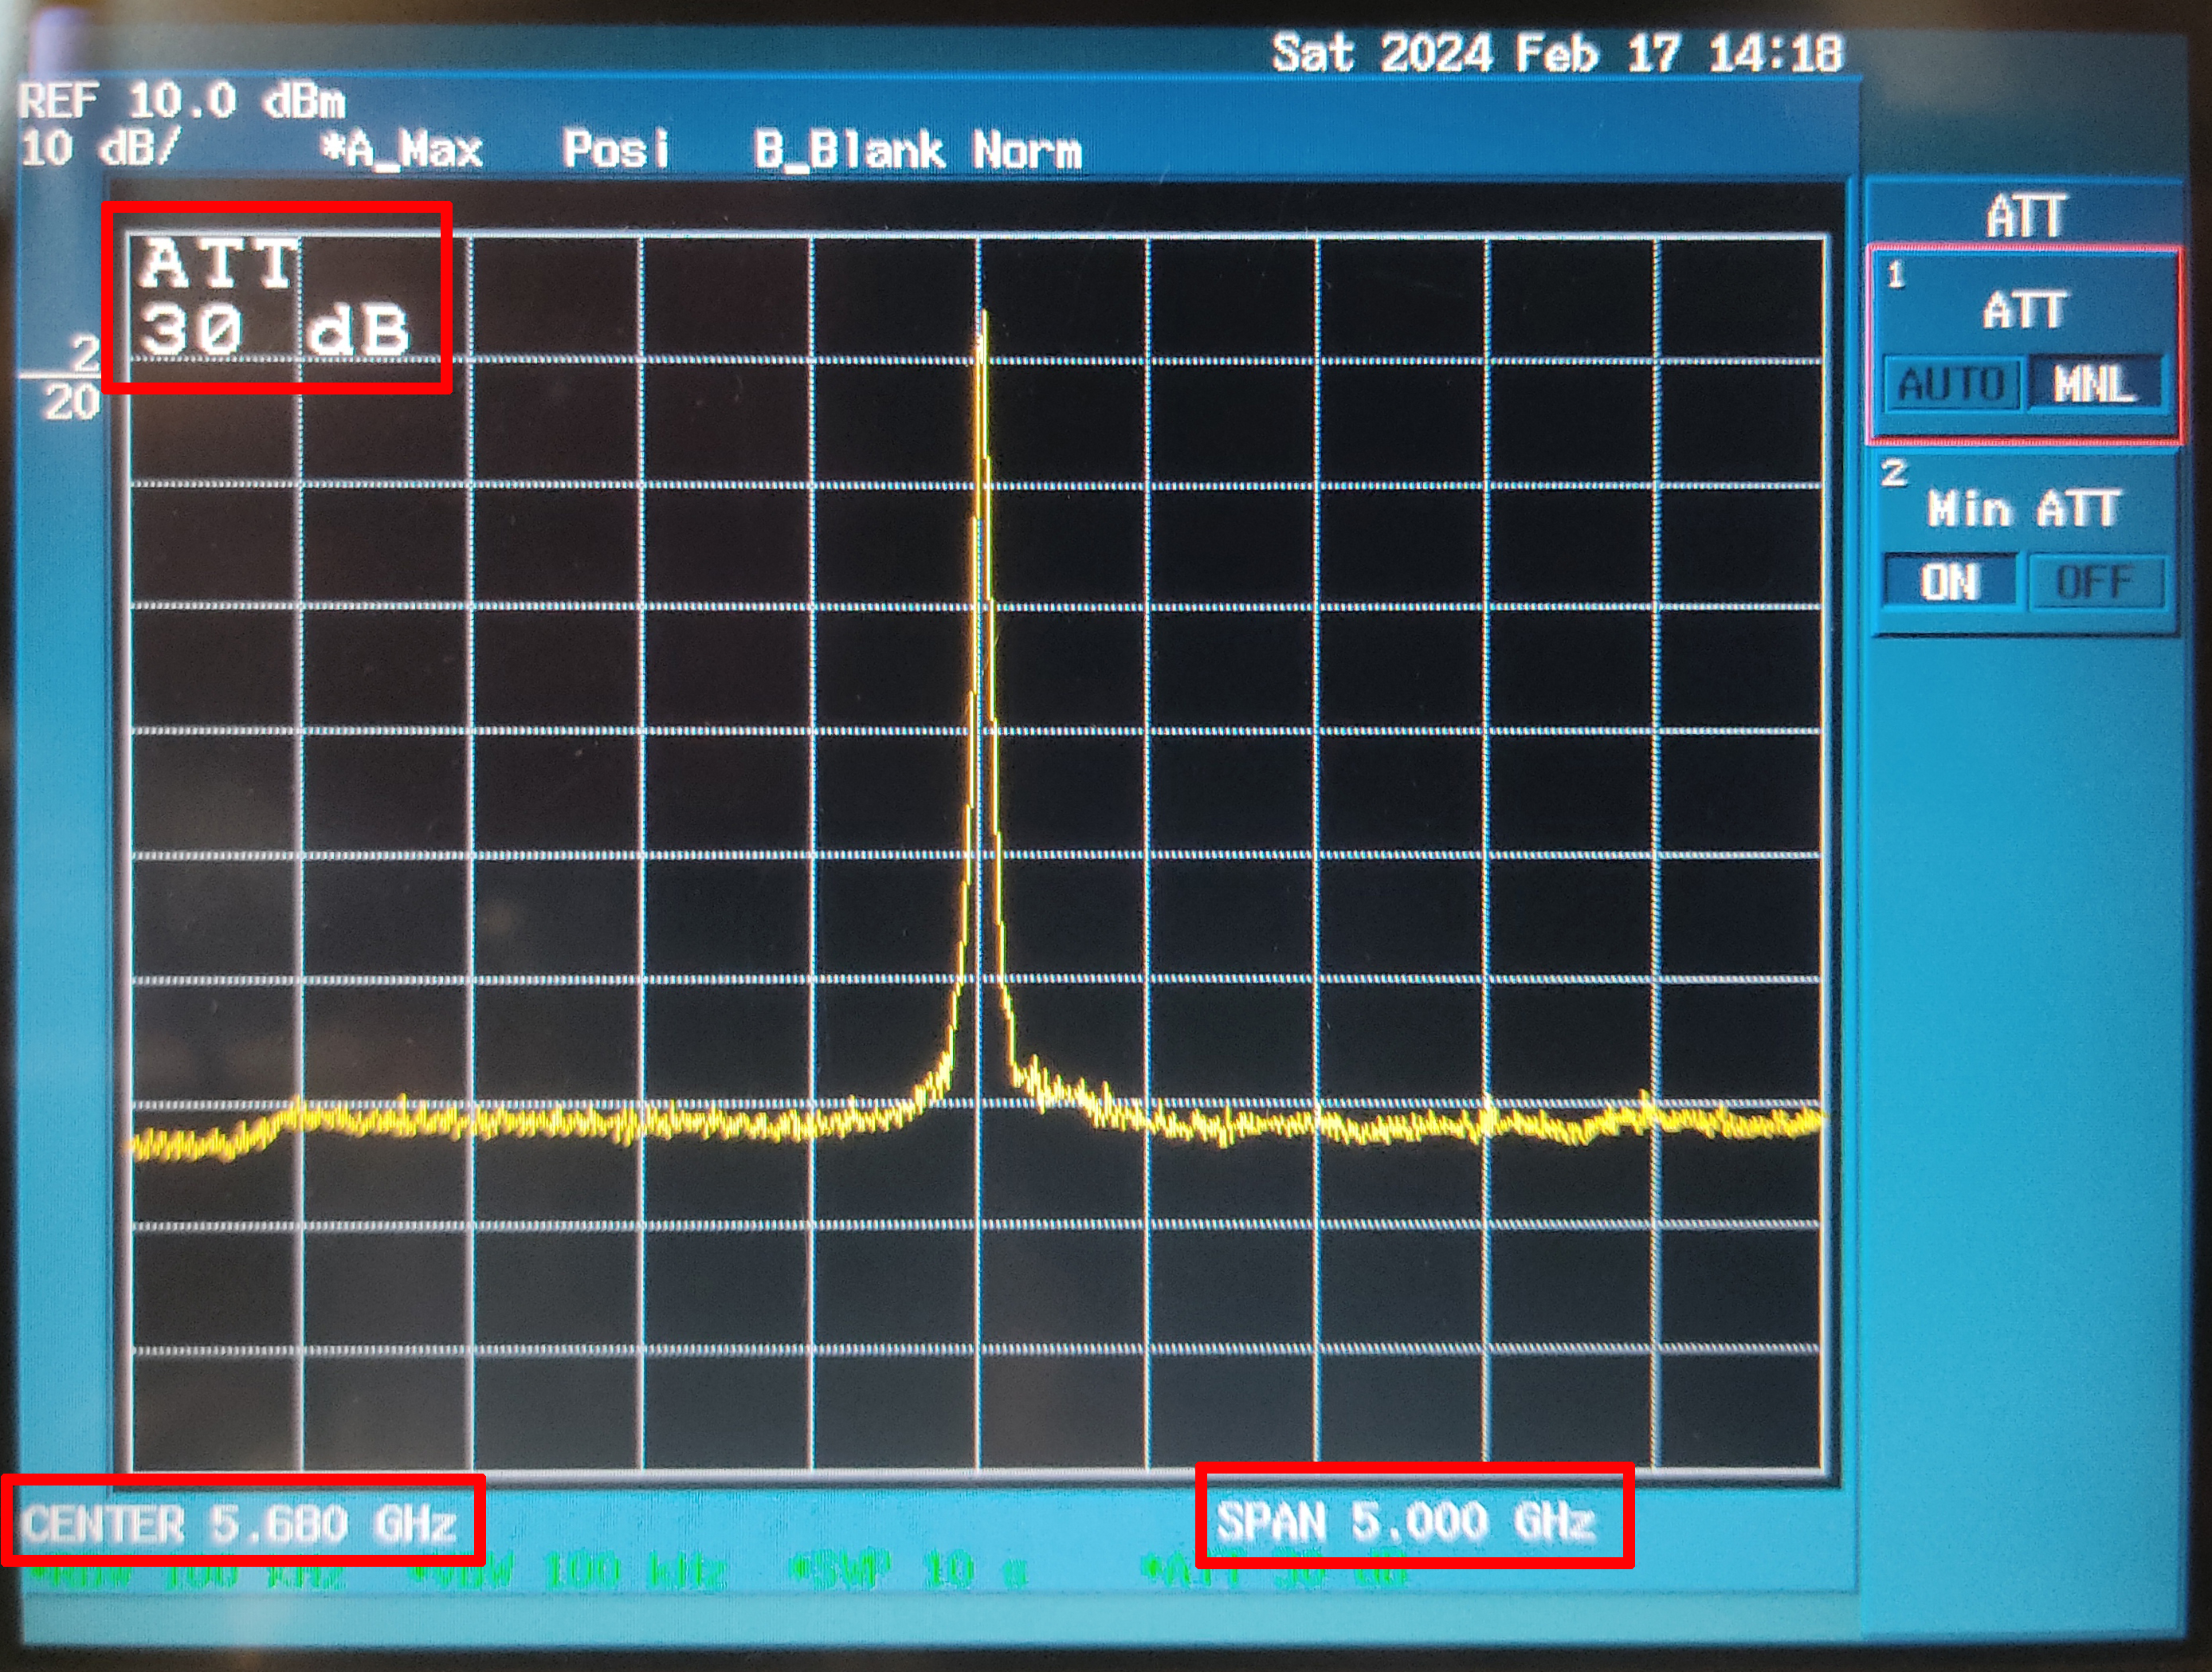 Sat 2024 Feb 17 14:18
REF 10.0 dBm
10 dB/ *A_Max Posi B_Blank Norm
ATT
30 dB
2
20
ATT
1
ATT
AUTO MNL
2
Min ATT
ON OFF
CENTER 5.680 GHz SPAN 5.000 GHz
*RBW 100 kHz *VBW 100 kHz *SWP 10 *ATT 30 dB